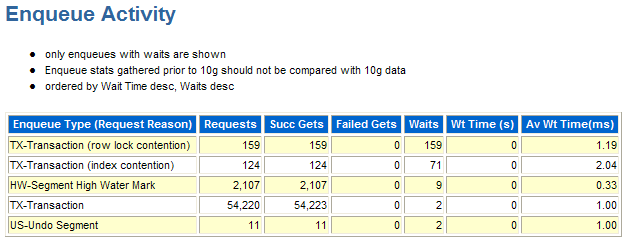 Enqueue Activity
only enqueues with waits are shown
Enqueue stats gathered prior to 10g should not be compared with 10g data
ordered by Wait Time desc, Waits desc
Enqueue Type (Request Reason) Requests Succ Gets Failed Gets Waits Wt Time (s) Av Wt Time(ms)
TX-Transaction (row lock contention) 159 159 0 159 0 1.19
TX-Transaction (index contention) 124 124 0 71 0 2.04
HW-Segment High Water Mark 2,107 2,107 0 9 0 0.33
TX-Transaction 54,220 54,223 0 2 0 1.00
US-Undo Segment 11 11 0 2 0 1.00